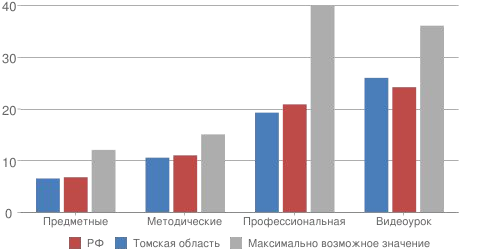 40
30
20
10
0
Предметные Методические Профессиональная Видеоурок
РФ Томская область Максимально возможное значение